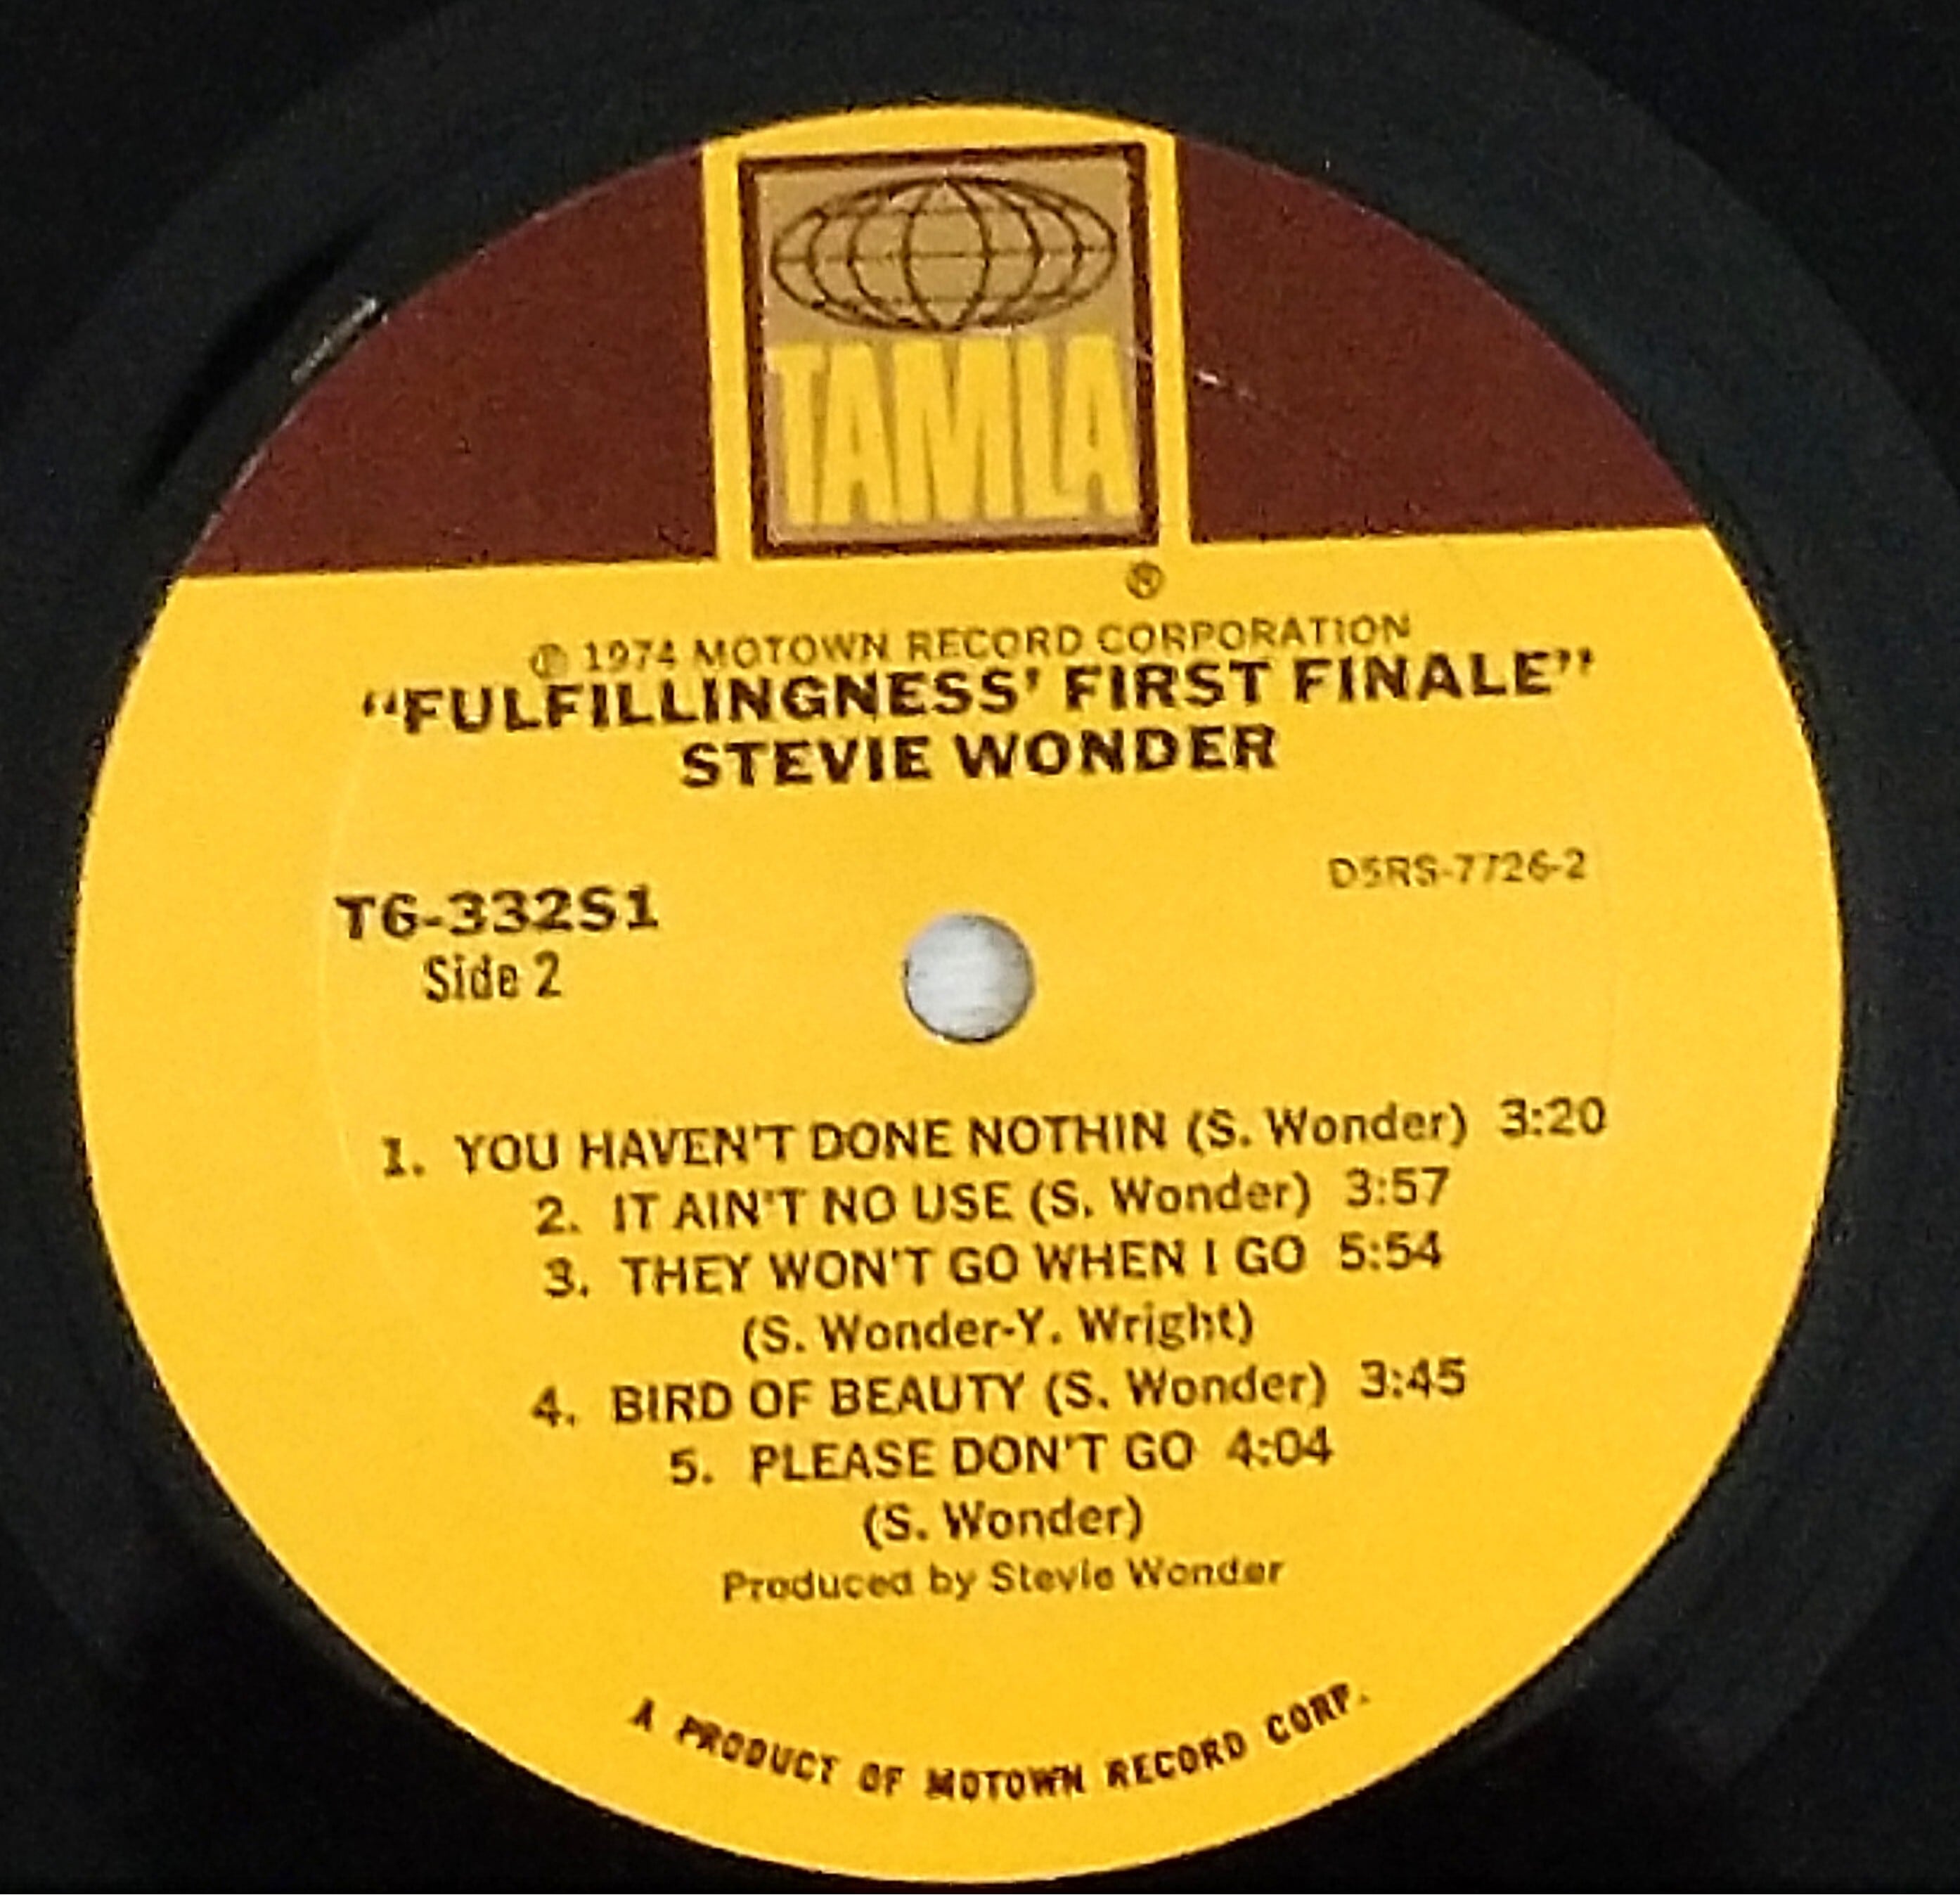 TAMLA
®
℗ 1974 MOTOWN RECORD CORPORATION
“FULFILLINGNESS’ FIRST FINALE”
STEVIE WONDER
D5RS-7726-2
T6-332S1
Side 2
1. YOU HAVEN'T DONE NOTHIN (S. Wonder) 3:20
2. IT AIN'T NO USE (S. Wonder) 3:57
3. THEY WON'T GO WHEN I GO 5:54
(S. Wonder-Y. Wright)
4. BIRD OF BEAUTY (S. Wonder) 3:45
5. PLEASE DON'T GO 4:04
(S. Wonder)
Produced by Stevie Wonder
A PRODUCT OF MOTOWN RECORD CORP.